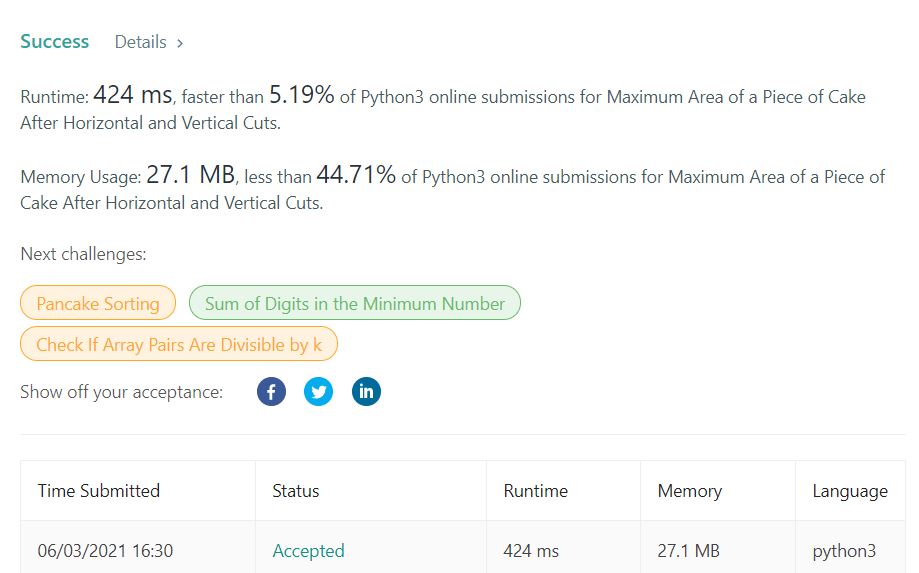 Success Details >
Runtime: 424 ms, faster than 5.19% of Python3 online submissions for Maximum Area of a Piece of Cake
After Horizontal and Vertical Cuts.
Memory Usage: 27.1 MB, less than 44.71% of Python3 online submissions for Maximum Area of a Piece of
Cake After Horizontal and Vertical Cuts.
Next challenges:
Pancake Sorting Sum of Digits in the Minimum Number
Check If Array Pairs Are Divisible by k
Show off your acceptance: f in
Time Submitted Status Runtime Memory Language
06/03/2021 16:30 Accepted 424 ms 27.1 MB python3